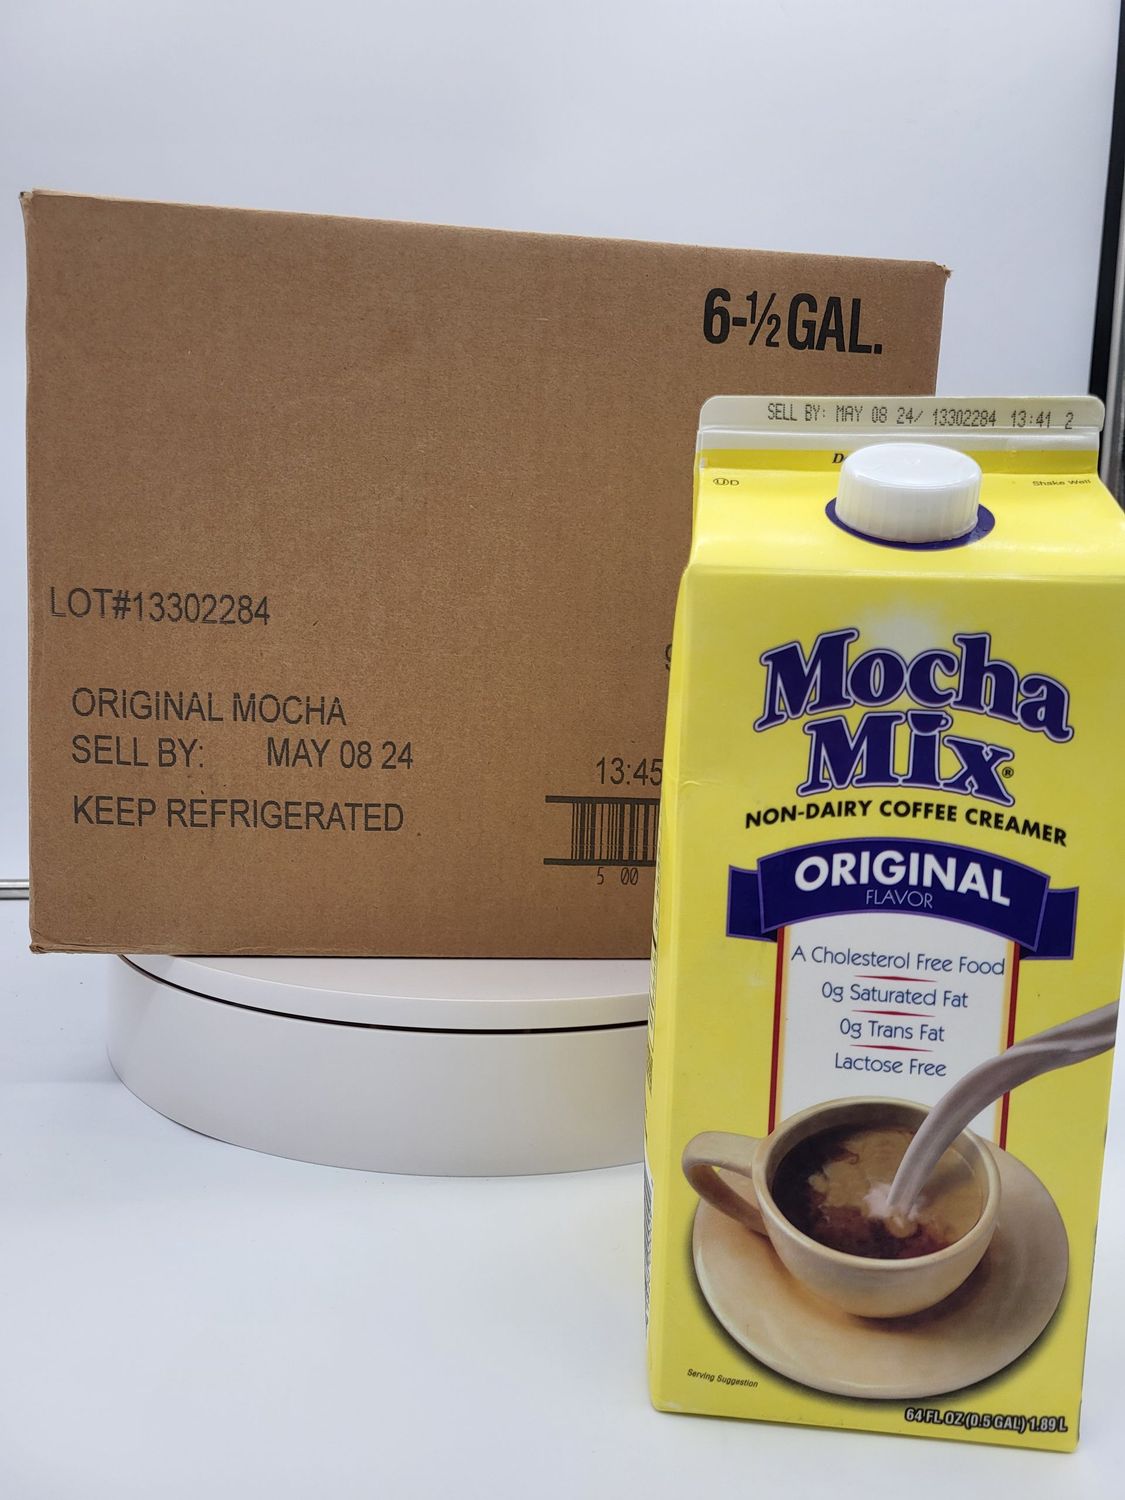 6-½ GAL.
LOT#13302284
ORIGINAL MOCHA
SELL BY: MAY 08 24
KEEP REFRIGERATED
13:45
5 00
SELL BY: MAY 08 24/ 13302284 13:41 2
UD
Shake Well
Mocha
Mix®
NON-DAIRY COFFEE CREAMER
ORIGINAL
FLAVOR
A Cholesterol Free Food
0g Saturated Fat
0g Trans Fat
Lactose Free
Serving Suggestion
64 FL OZ (0.5 GAL) 1.89 L